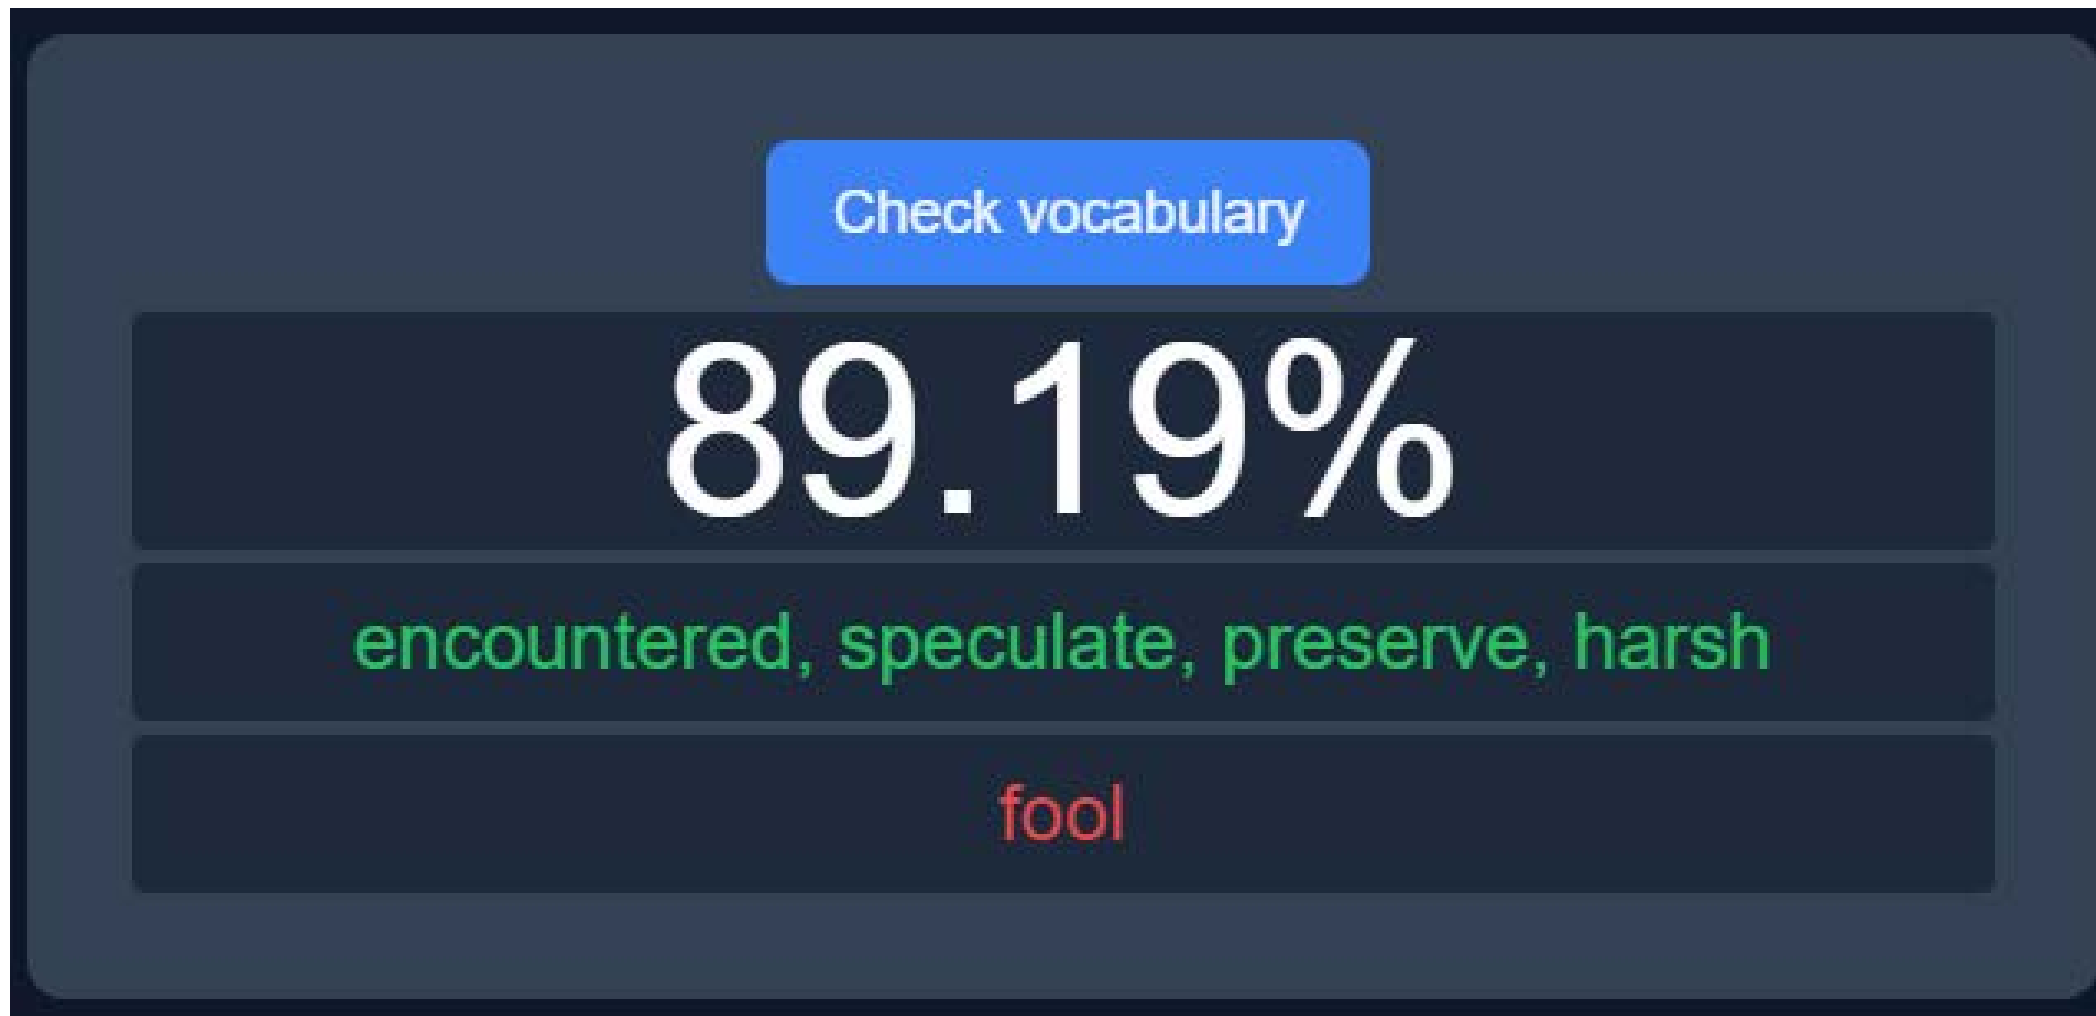 Check vocabulary
89.19%
encountered, speculate, preserve, harsh
fool